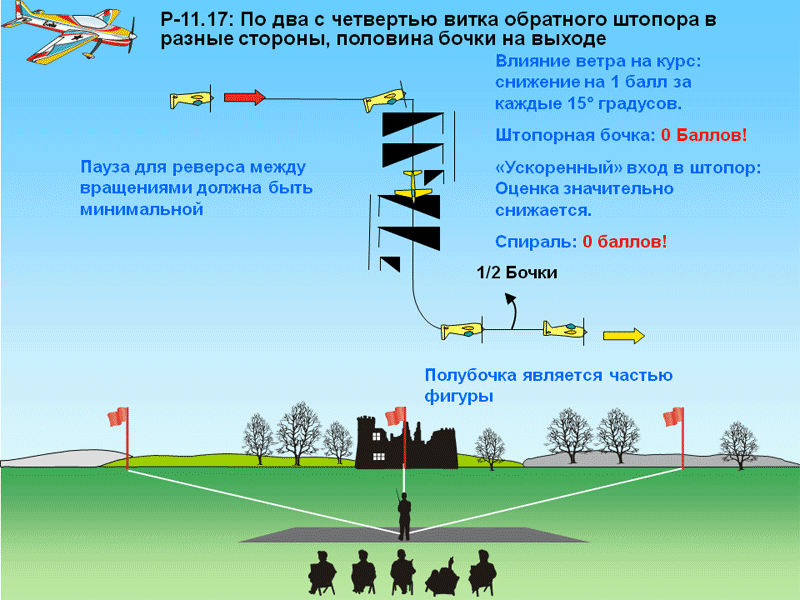 Р-11.17: По два с четвертью витка обратного штопора в
разные стороны, половина бочки на выходе
Влияние ветра на курс:
снижение на 1 балл за
каждые 15° градусов.
Штопорная бочка: 0 Баллов!
«Ускоренный» вход в штопор:
Оценка значительно
снижается.
Спираль: 0 баллов!
Пауза для реверса между
вращениями должна быть
минимальной
1/2 Бочки
Полубочка является частью
фигуры